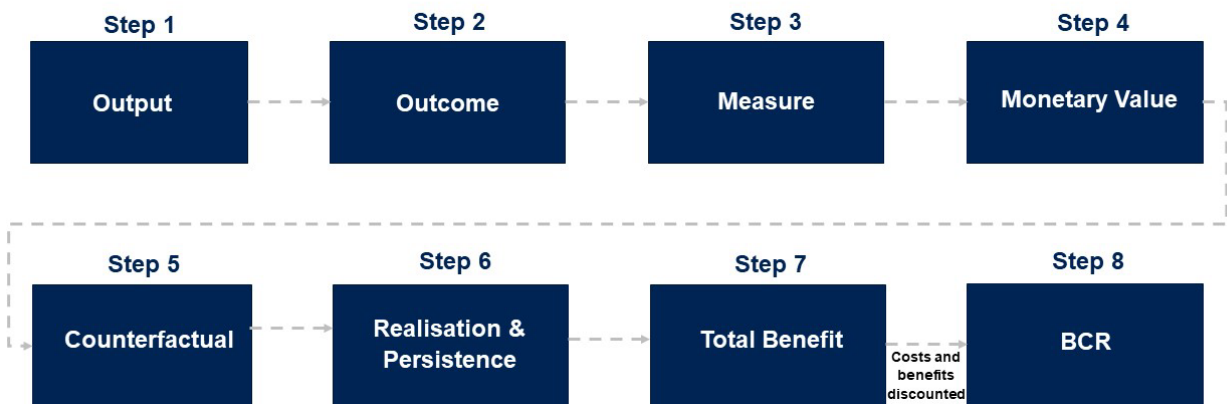 Step 1
Step 2
Step 3
Step 4
Output
Outcome
Measure
Monetary Value
Step 5
Step 6
Step 7
Step 8
Counterfactual
Realisation &
Persistence
Total Benefit
Costs and
benefits
discounted
BCR